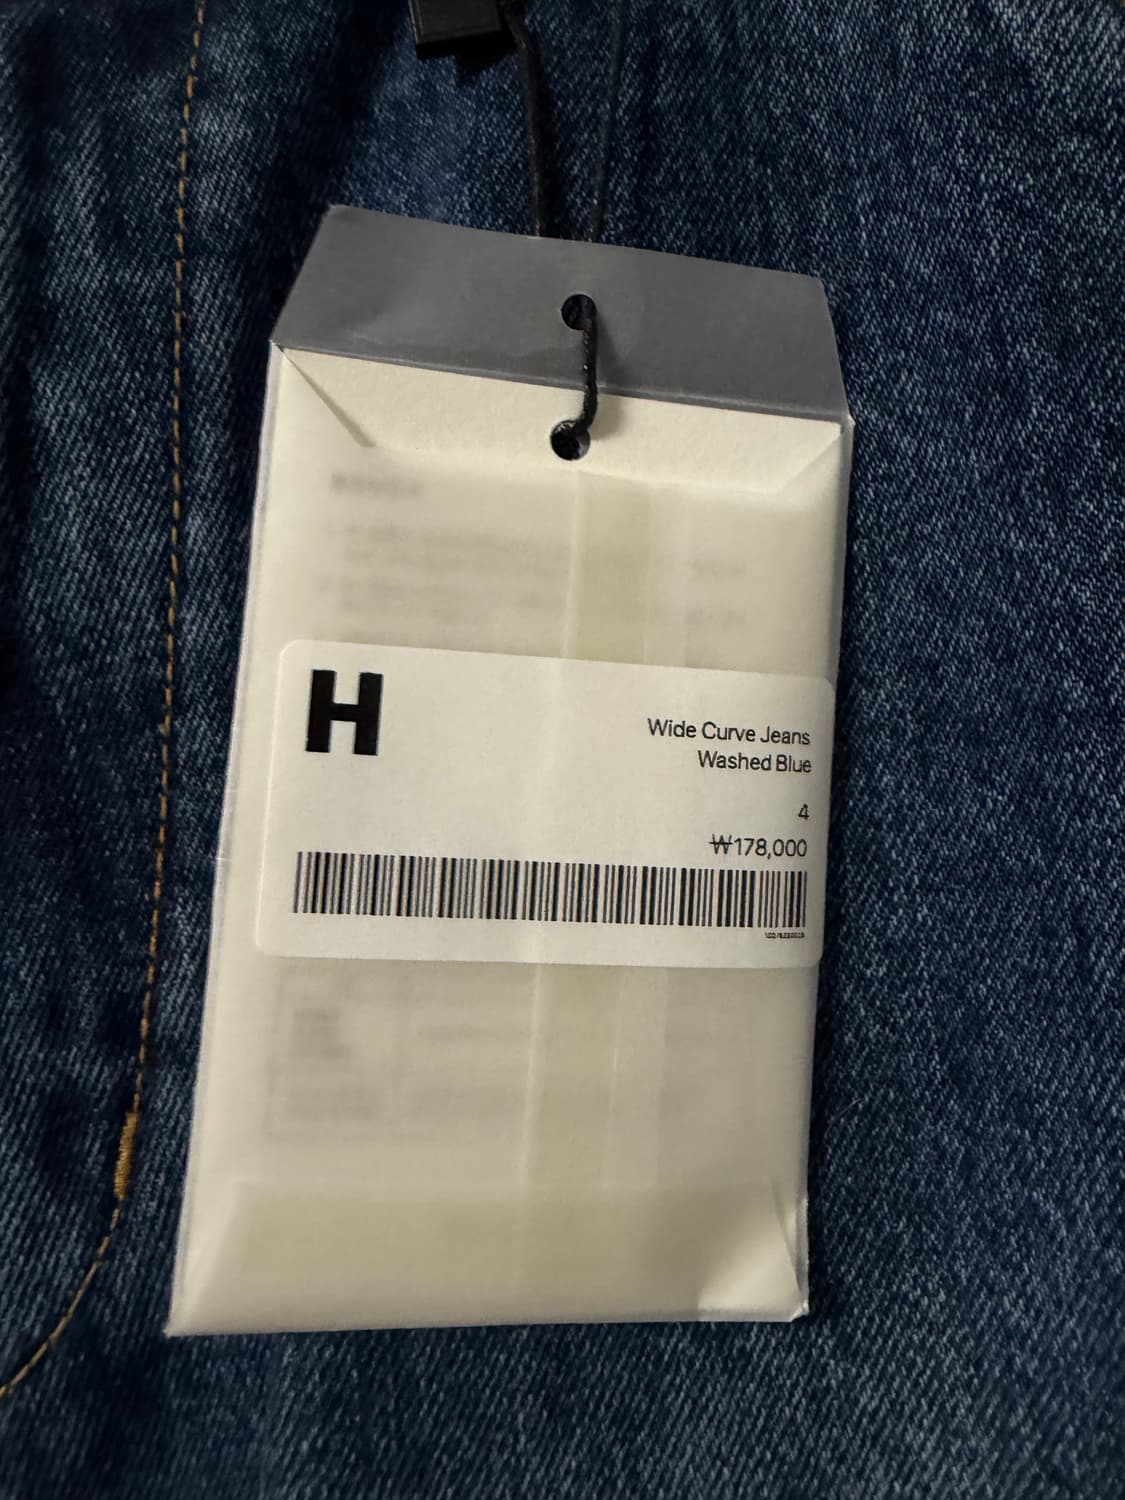 H
Wide Curve Jeans
Washed Blue
4
₩178,000